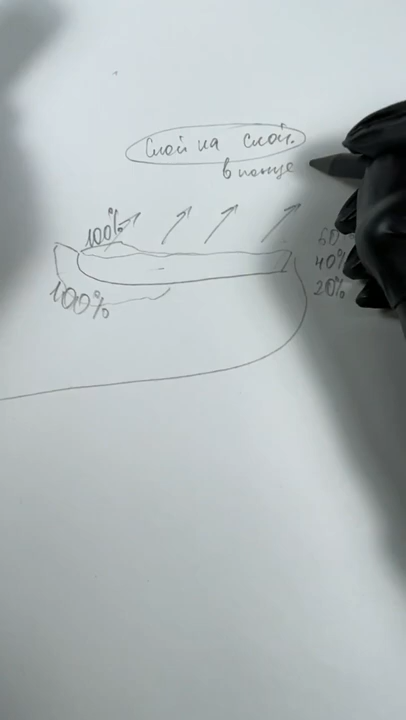 Слой на слой.
в конце
100%
60
40%
20%
100%